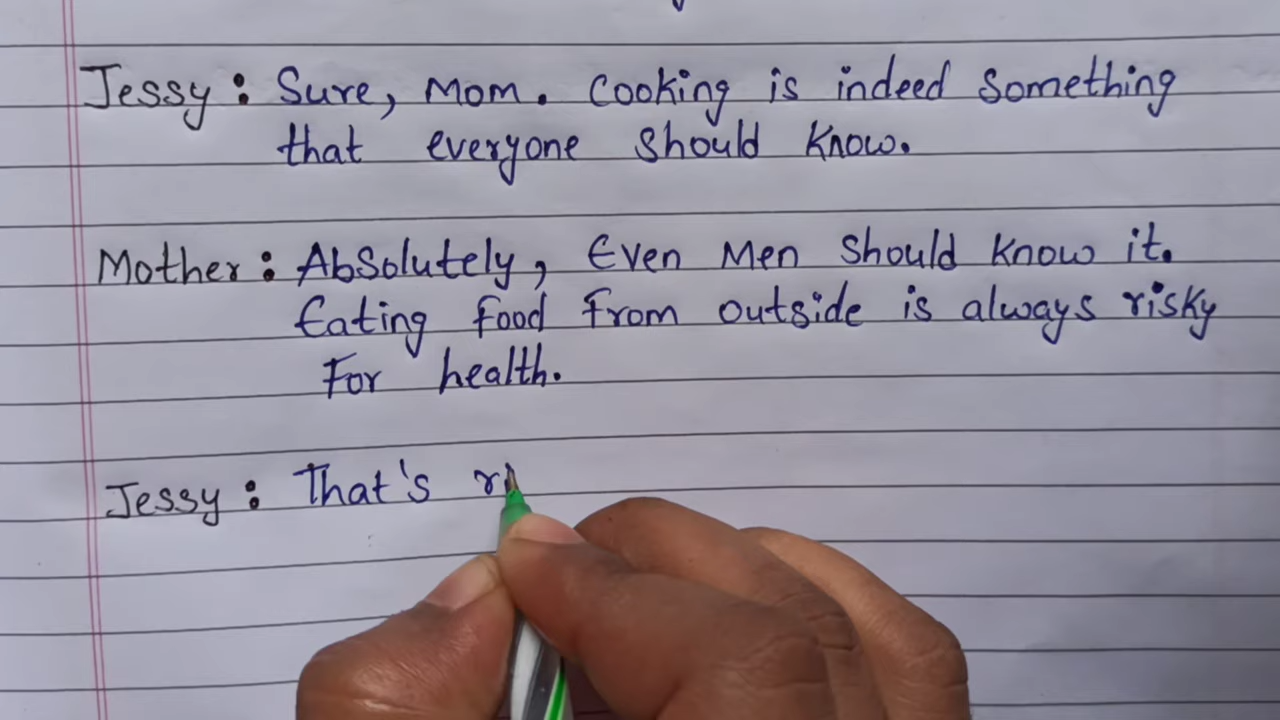 Jessy : Sure, Mom. Cooking is indeed something
that everyone should know.
Mother : Absolutely, Even Men should know it.
Eating food from outside is always risky
For health.
Jessy : That's ri